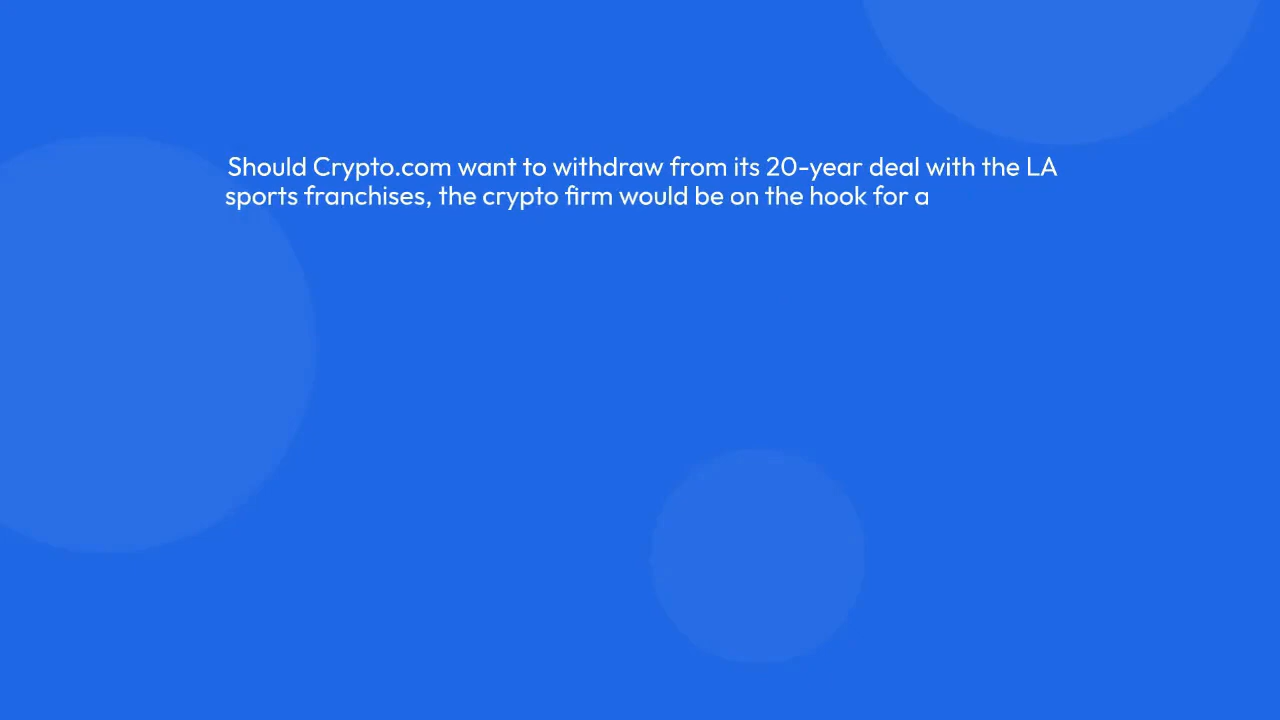 Should Crypto.com want to withdraw from its 20-year deal with the LA
sports franchises, the crypto firm would be on the hook for a